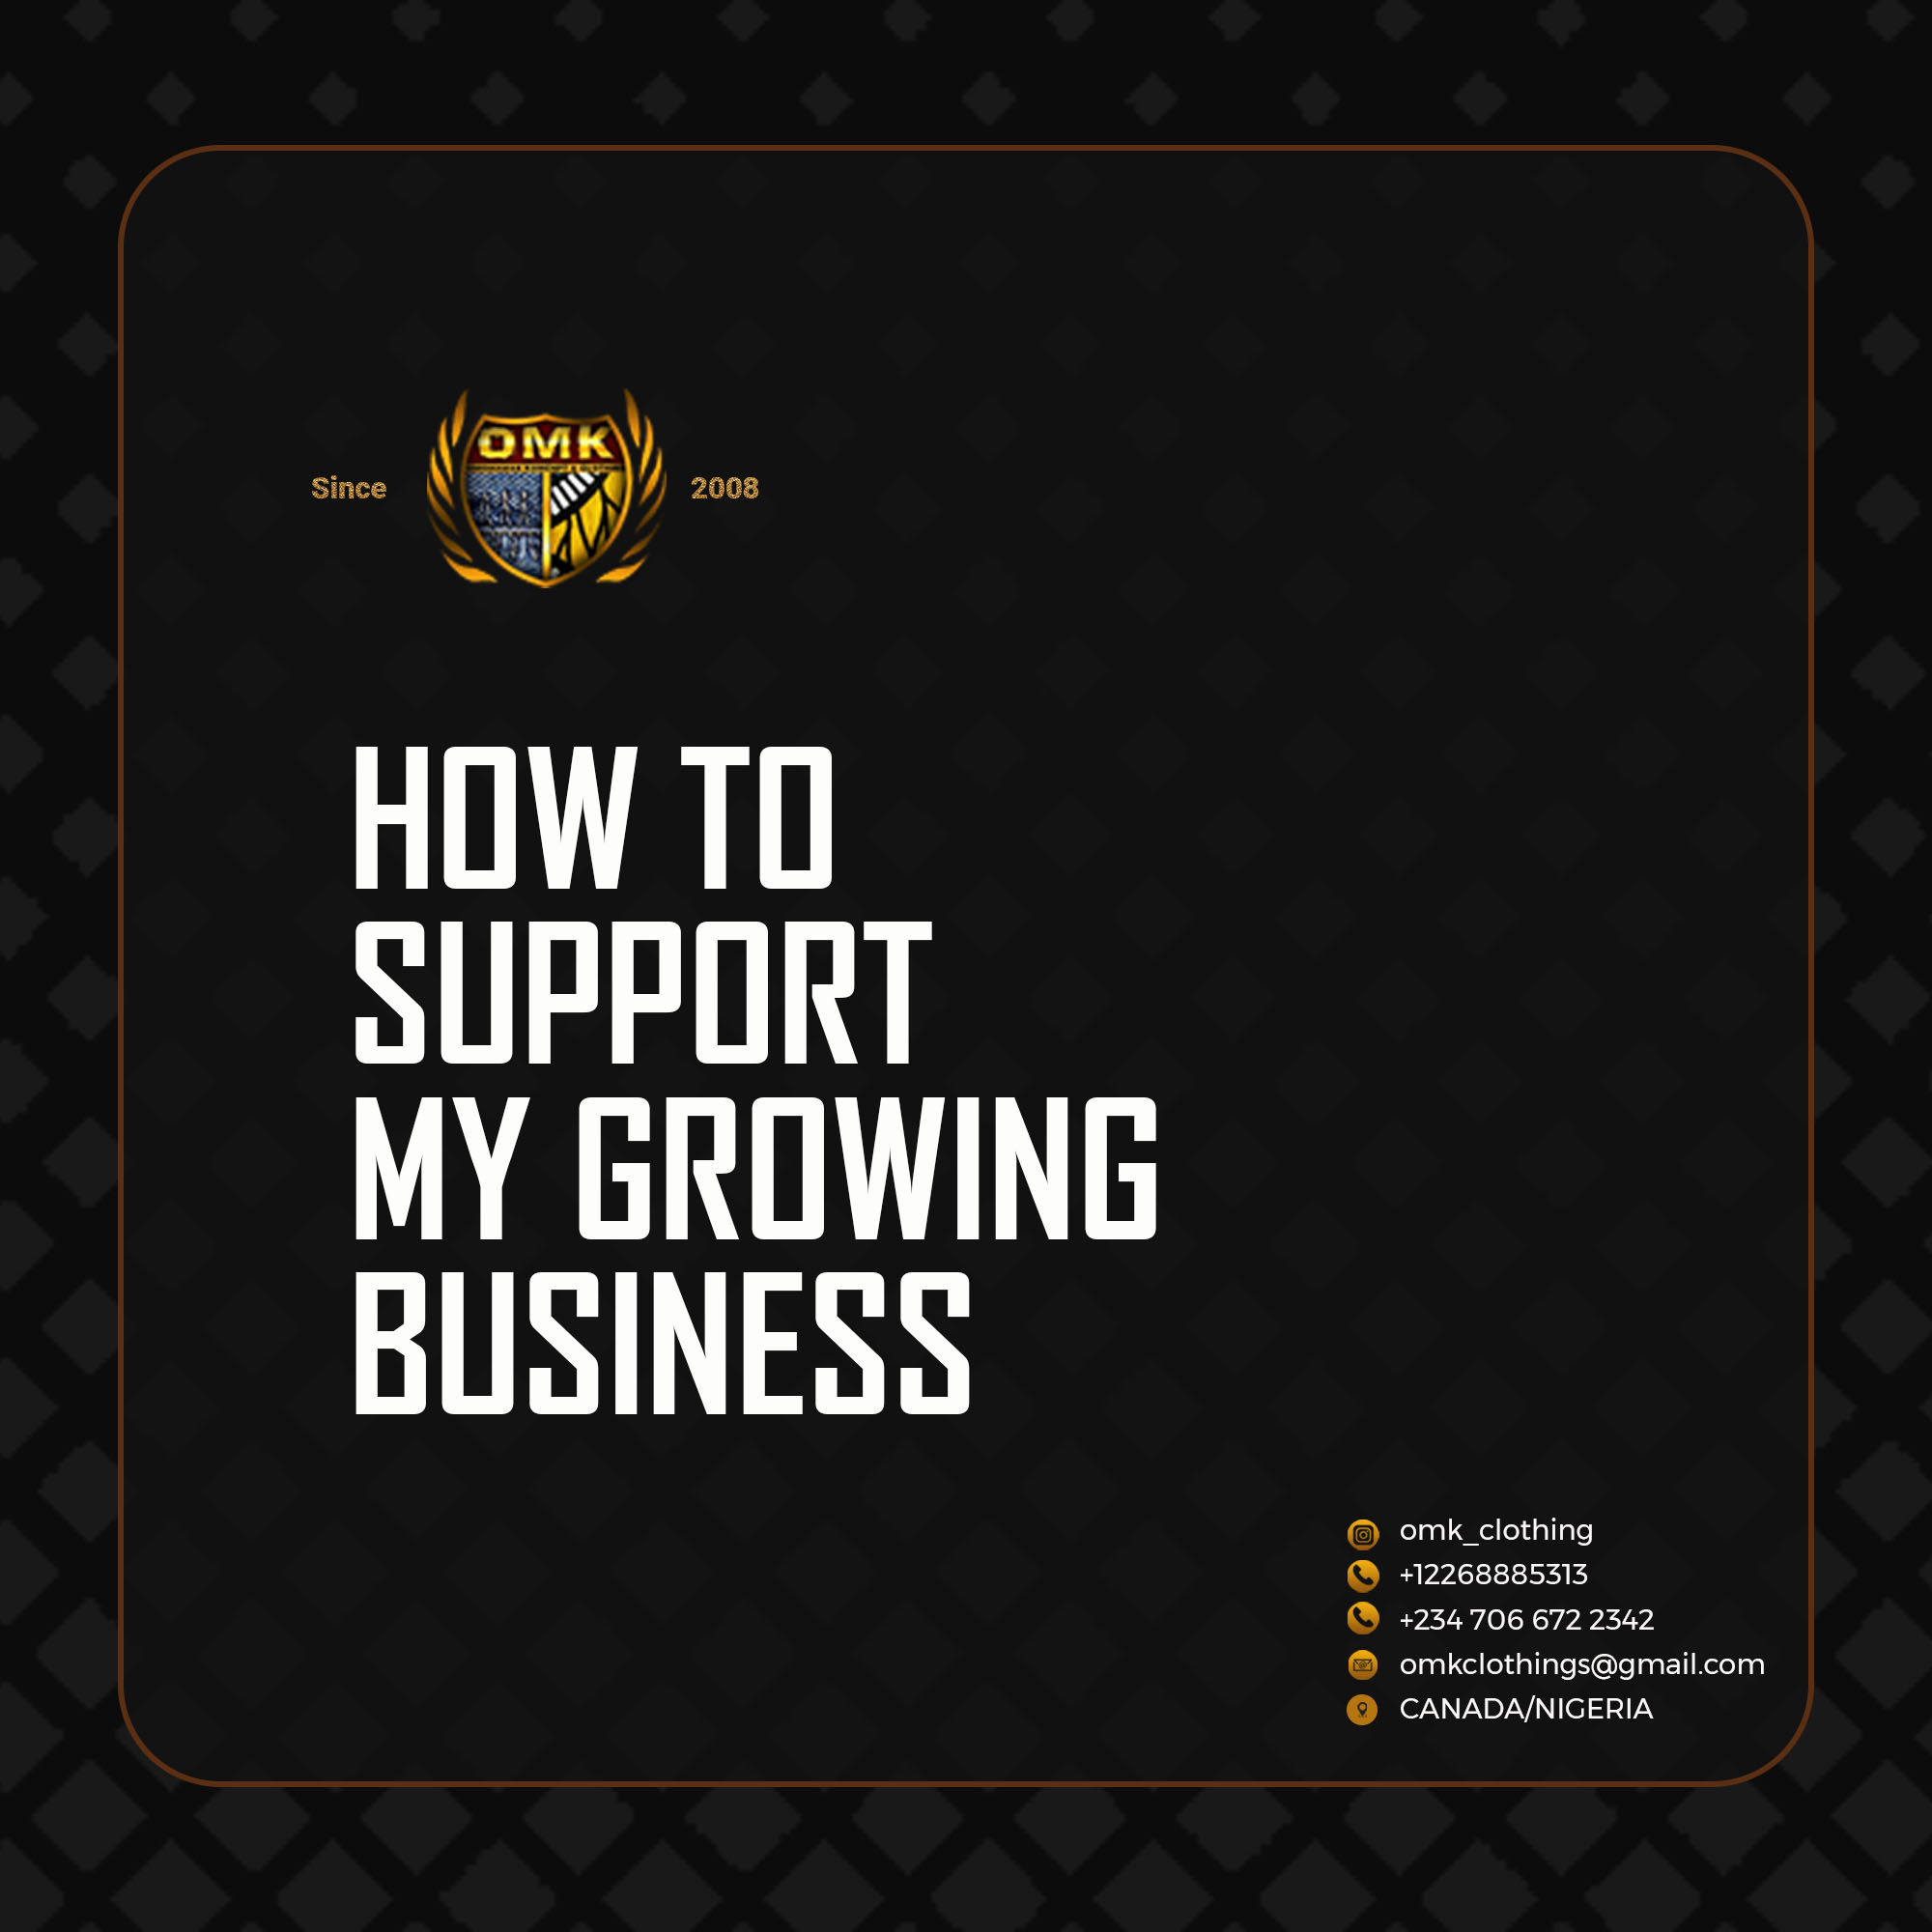 Since
OMK
2008
HOW TO
SUPPORT
MY GROWING
BUSINESS
omk_clothing
+12268885313
+234 706 672 2342
omkclothings@gmail.com
CANADA/NIGERIA